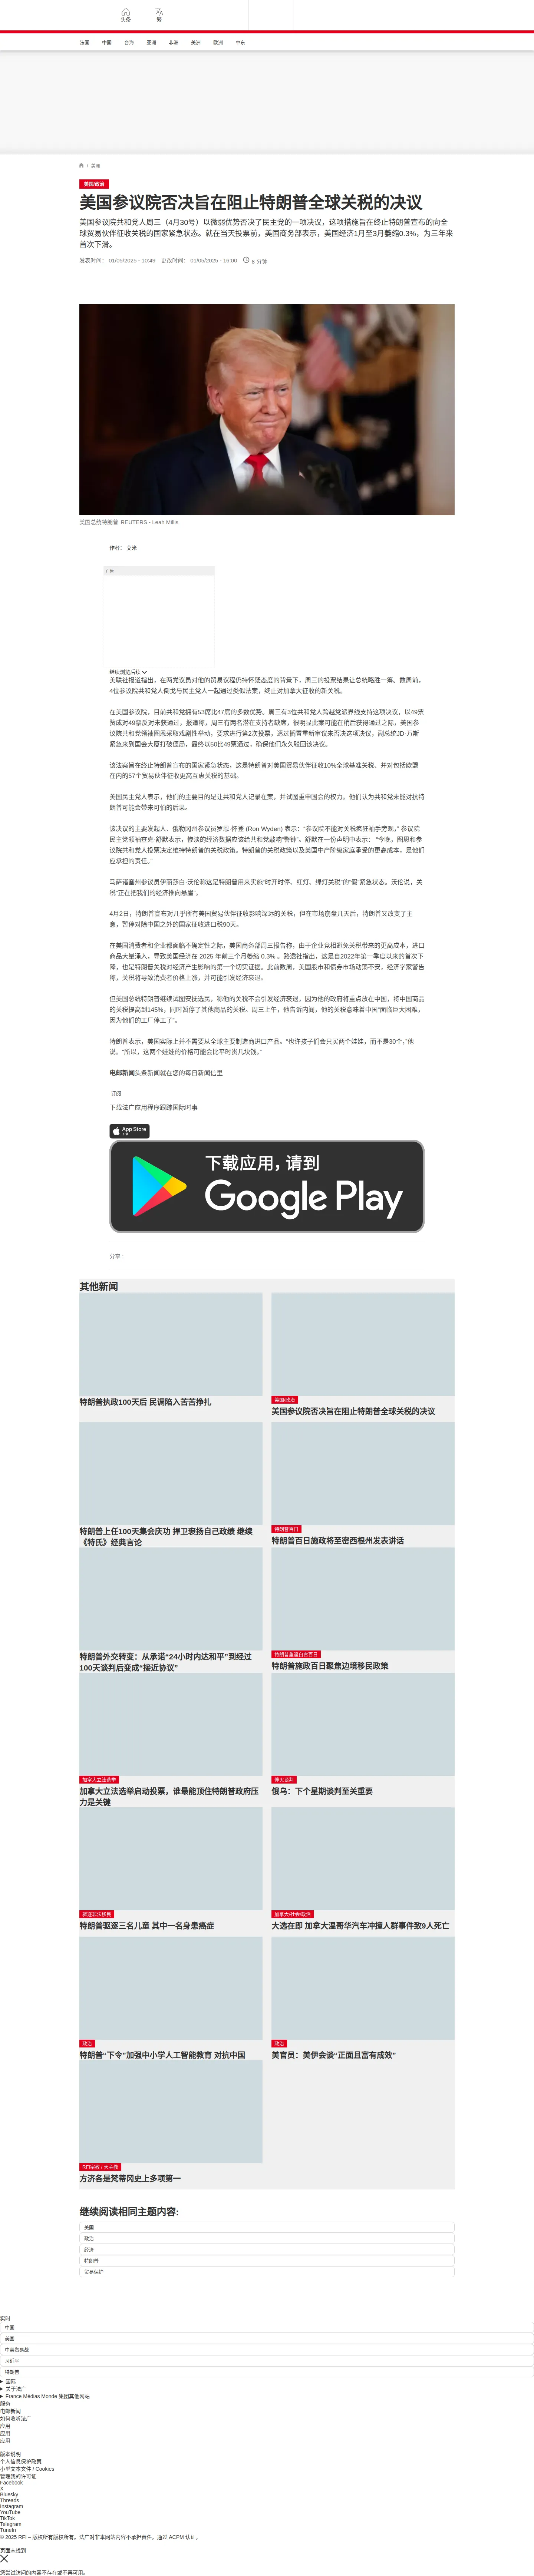 头条
繁
法国
中国
台海
亚洲
非洲
美洲
欧洲
中东
/ 美洲
美国/政治
美国参议院否决旨在阻止特朗普全球关税的决议
美国参议院共和党人周三（4月30号）以微弱优势否决了民主党的一项决议，这项措施旨在终止特朗普宣布的向全球贸易伙伴征收关税的国家紧急状态。就在当天投票前，美国商务部表示，美国经济1月至3月萎缩0.3%，为三年来首次下滑。
发表时间： 01/05/2025 - 10:49 更改时间： 01/05/2025 - 18:00
分钟
美国总统特朗普 REUTERS - Leah Millis
作者： 艾米
广告
继续浏览后续
美联社报道指出，在两党议员对他的贸易议程仍持怀疑态度的背景下，周三的投票结果让总统略胜一筹。数周前，4位参议院共和党人倒戈与民主党人一起通过类似法案，终止对加拿大征收的新关税。
在美国参议院，目前共和党拥有53席比47席的多数优势。周三有3位共和党人跨越党派界线支持这项决议，以49票赞成对49票反对未获通过，报道称，周三有两名潜在支持者缺席，很明显此案可能在稍后获得通过之际，美国参议院共和党领袖图恩采取戏剧性举动，要求进行第2次投票，透过搁置重新审议来否决这项决议，副总统JD·万斯紧急来到国会大厦打破僵局，最终以50比49票通过，确保他们永久驳回该决议。
该法案旨在终止特朗普宣布的国家紧急状态，这是特朗普对美国贸易伙伴征收10%全球基准关税、并对包括欧盟在内的57个贸易伙伴征收更高互惠关税的基础。
美国民主党人表示，他们的主要目的是让共和党人记录在案，并试图重申国会的权力。他们认为共和党未能对抗特朗普可能会带来可怕的后果。
该决议的主要发起人、俄勒冈州参议员罗恩·怀登 (Ron Wyden) 表示：“参议院不能对关税疯狂袖手旁观，” 参议院民主党领袖查克·舒默表示，惨淡的经济数据应该给共和党敲响“警钟”。舒默在一份声明中表示： “今晚，图恩和参议院共和党人投票决定维持特朗普的关税政策。特朗普的关税政策以及美国中产阶级家庭承受的更高成本，是他们应承担的责任。”
马萨诸塞州参议员伊丽莎白·沃伦称这是特朗普用来实施“时开时停、红灯、绿灯关税”的“假”紧急状态。沃伦说，关税“正在把我们的经济推向悬崖”。
4月2日，特朗普宣布对几乎所有美国贸易伙伴征收影响深远的关税，但在市场崩盘几天后，特朗普又改变了主意，暂停对除中国之外的国家征收进口税90天。
在美国消费者和企业都面临不确定性之际，美国商务部周三报告称，由于企业竞相避免关税带来的更高成本，进口商品大量涌入，导致美国经济在 2025 年前三个月萎缩 0.3% 。路透社指出，这是自2022年第一季度以来的首次下降，也是特朗普关税对经济产生影响的第一个切实证据。此前数周，美国股市和债券市场动荡不安，经济学家警告称，关税将导致消费者价格上涨，并可能引发经济衰退。
但美国总统特朗普继续试图安抚选民，称他的关税不会引发经济衰退，因为他的政府将重点放在中国，将中国商品的关税提高到145%，同时暂停了其他商品的关税。周三上午，他告诉内阁，他的关税意味着中国“面临巨大困难，因为他们的工厂停工了”。
特朗普表示，美国实际上并不需要从全球主要制造商进口产品。“也许孩子们会只买两个娃娃，而不是30个，”他说。“所以，这两个娃娃的价格可能会比平时贵几块钱。”
电邮新闻头条新闻就在您的每日新闻信里
订阅
下载法广应用程序跟踪国际时事
App Store
下载应用，请到
Google Play
分享 :
其他新闻
特朗普执政100天后 民调陷入苦苦挣扎
美国/政治
美国参议院否决旨在阻止特朗普全球关税的决议
特朗普上任100天集会庆功 捍卫褒扬自己政绩 继续《特氏》经典言论
特朗普百日
特朗普百日施政将至密西根州发表讲话
特朗普外交转变：从承诺“24小时内达和平”到经过100天谈判后变成“接近协议”
特朗普重返白宫百日
特朗普施政百日聚焦边境移民政策
加拿大立法选举
加拿大立法选举启动投票，谁最能顶住特朗普政府压力是关键
停火谈判
俄乌：下个星期谈判至关重要
驱逐非法移民
特朗普驱逐三名儿童 其中一名身患癌症
加拿大/社会/政治
大选在即 加拿大温哥华汽车冲撞人群事件致9人死亡
政治
特朗普“下令”加强中小学人工智能教育 对抗中国
政治
美官员：美伊会谈“正面且富有成效”
RFI宗教 / 天主教
方济各是梵蒂冈史上多项第一
继续阅读相同主题内容:
美国
政治
经济
特朗普
贸易保护
实时
中国
美国
中美贸易战
习近平
特朗普
国际
关于法广
France Médias Monde 集团其他网站
服务
电邮新闻
如何收听法广
应用
应用
应用
版本说明
个人信息保护政策
小型文本文件 / Cookies
管理我的许可证
Facebook
X
Bluesky
Threads
Instagram
YouTube
TikTok
Telegram
TuneIn
© 2025 RFI – 版权所有版权所有。法广对非本网站内容不承担责任。通过 ACPM 认证。
页面未找到
您尝试访问的内容不存在或不再可用。